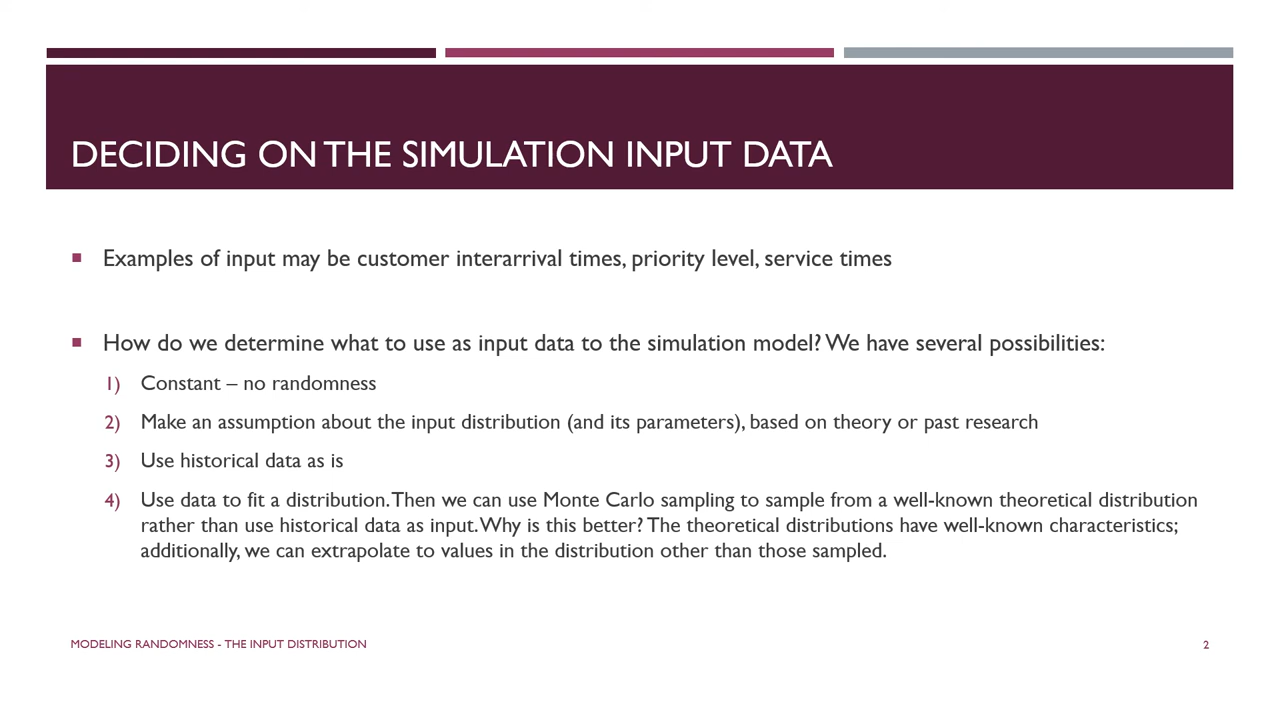 DECIDING ON THE SIMULATION INPUT DATA
▪ Examples of input may be customer interarrival times, priority level, service times
▪ How do we determine what to use as input data to the simulation model? We have several possibilities:
1) Constant – no randomness
2) Make an assumption about the input distribution (and its parameters), based on theory or past research
3) Use historical data as is
4) Use data to fit a distribution. Then we can use Monte Carlo sampling to sample from a well-known theoretical distribution
rather than use historical data as input. Why is this better? The theoretical distributions have well-known characteristics;
additionally, we can extrapolate to values in the distribution other than those sampled.
MODELING RANDOMNESS - THE INPUT DISTRIBUTION
2